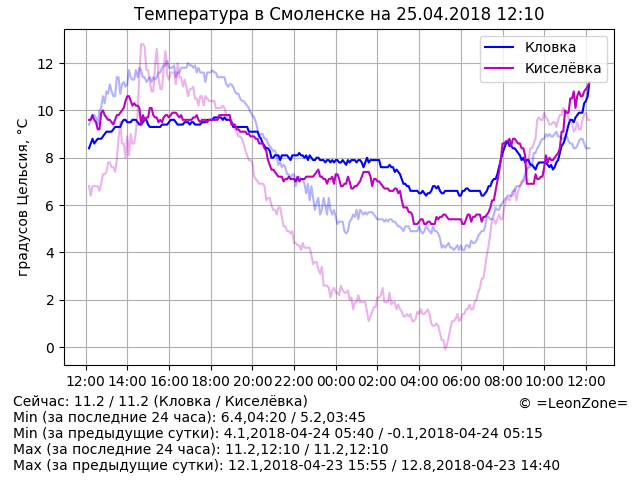 Температура в Смоленске на 25.04.2018 12:10
Кловка
Киселёвка
градусов Цельсия, °C
12
10
8
6
4
2
0
12:00 14:00 16:00 18:00 20:00 22:00 00:00 02:00 04:00 06:00 08:00 10:00 12:00
Сейчас: 11.2 / 11.2 (Кловка / Киселёвка)
© =LeonZone=
Min (за последние 24 часа): 6.4,04:20 / 5.2,03:45
Min (за предыдущие сутки): 4.1,2018-04-24 05:40 / -0.1,2018-04-24 05:15
Max (за последние 24 часа): 11.2,12:10 / 11.2,12:10
Max (за предыдущие сутки): 12.1,2018-04-23 15:55 / 12.8,2018-04-23 14:40